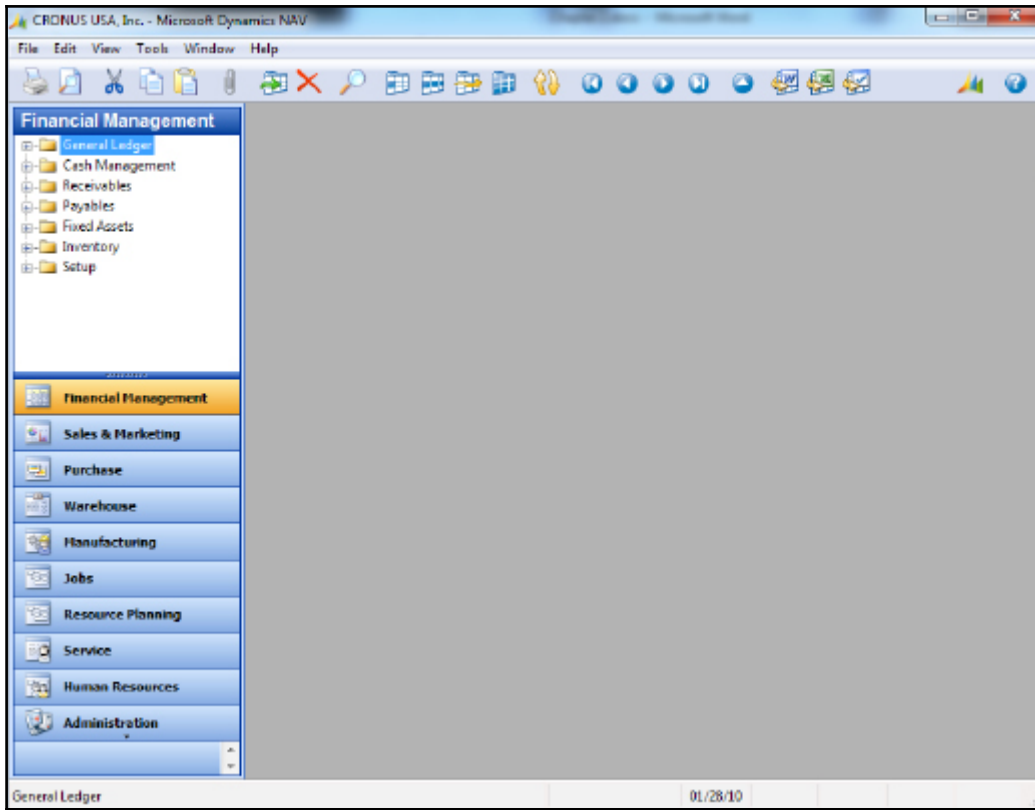 CRONUS USA, Inc. - Microsoft Dynamics NAV
File Edit View Tools Window Help
Financial Management
General Ledger
Cash Management
Receivables
Payables
Fixed Assets
Inventory
Setup
Financial Management
Sales & Marketing
Purchase
Warehouse
Manufacturing
Jobs
Resource Planning
Service
Human Resources
Administration
General Ledger 01/28/10